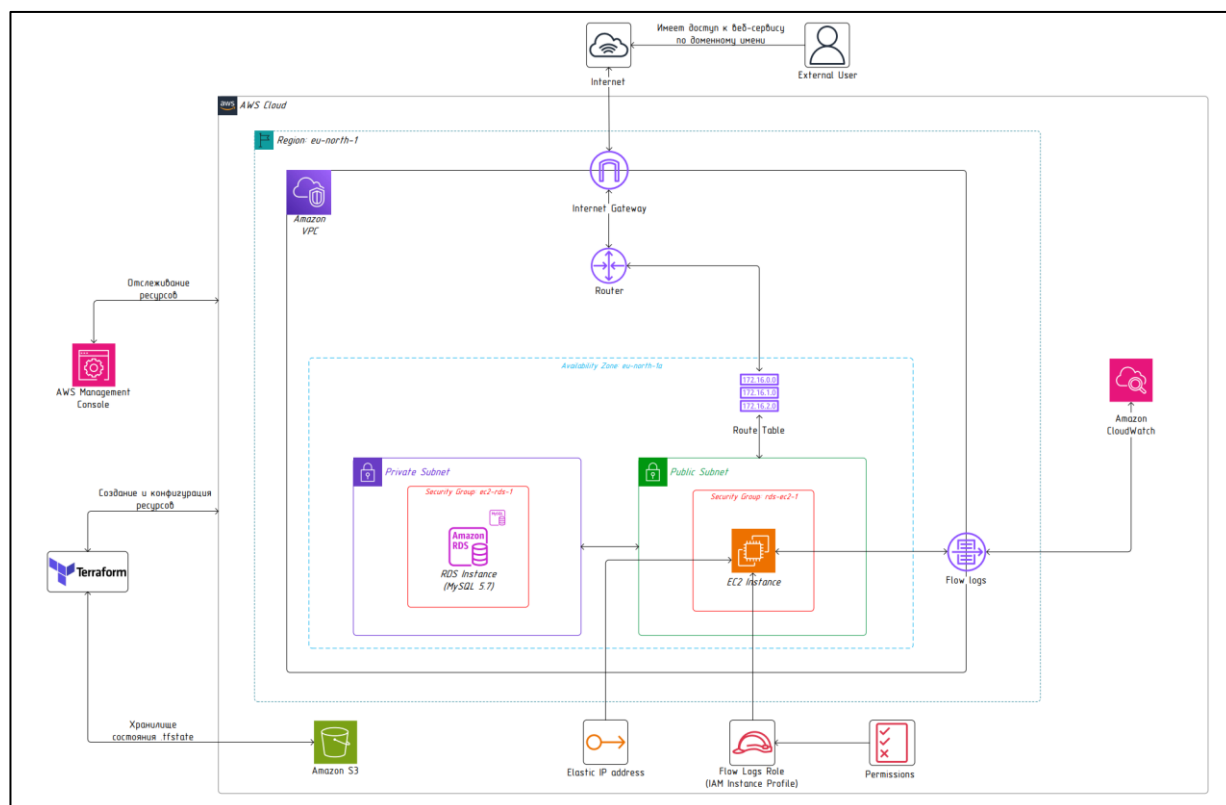 Имеет доступ к веб-сервису
по доменному имени
Internet
External User
aws
AWS Cloud
Region: eu-north-1
Amazon
VPC
Internet Gateway
Router
Отслеживание
ресурсов
AWS Management
Console
Availability Zone: eu-north-1a
172.16.0.0
172.16.1.0
172.16.2.0
Route Table
Amazon
CloudWatch
Private Subnet
Public Subnet
Security Group: ec2-rds-1
Security Group: rds-ec2-1
MySQL
Amazon
RDS
RDS Instance
(MySQL 5.7)
EC2 Instance
Flow logs
Создание и конфигурация
ресурсов
Terraform
Хранилище
состояния .tfstate
Amazon S3
Elastic IP address
Flow Logs Role
(IAM Instance Profile)
Permissions